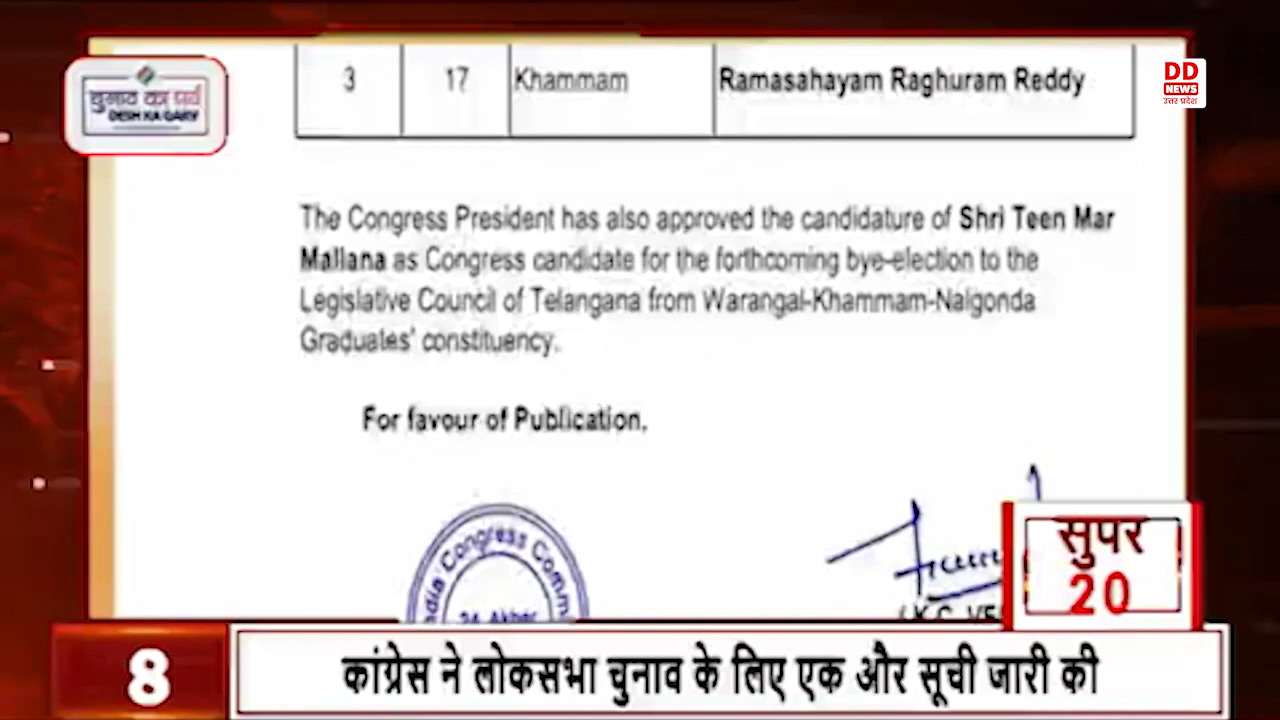 चुनाव का पर्व
DESH KA GARV
DD
NEWS
उत्तर प्रदेश
3 17 Khammam Ramasahayam Raghuram Reddy
The Congress President has also approved the candidature of Shri Teen Mar
Mallana as Congress candidate for the forthcoming bye-election to the
Legislative Council of Telangana from Warangal-Khammam-Nalgonda
Graduates' constituency.
For favour of Publication.
Congress
24, Akbar
(K.C.
सुपर
20
8 कांग्रेस ने लोकसभा चुनाव के लिए एक और सूची जारी की